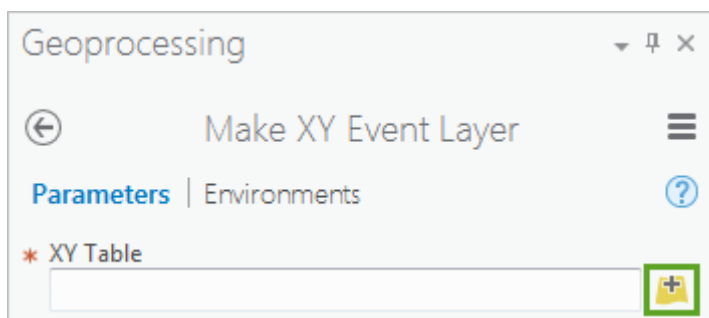 Geoprocessing
Make XY Event Layer
Parameters | Environments
* XY Table